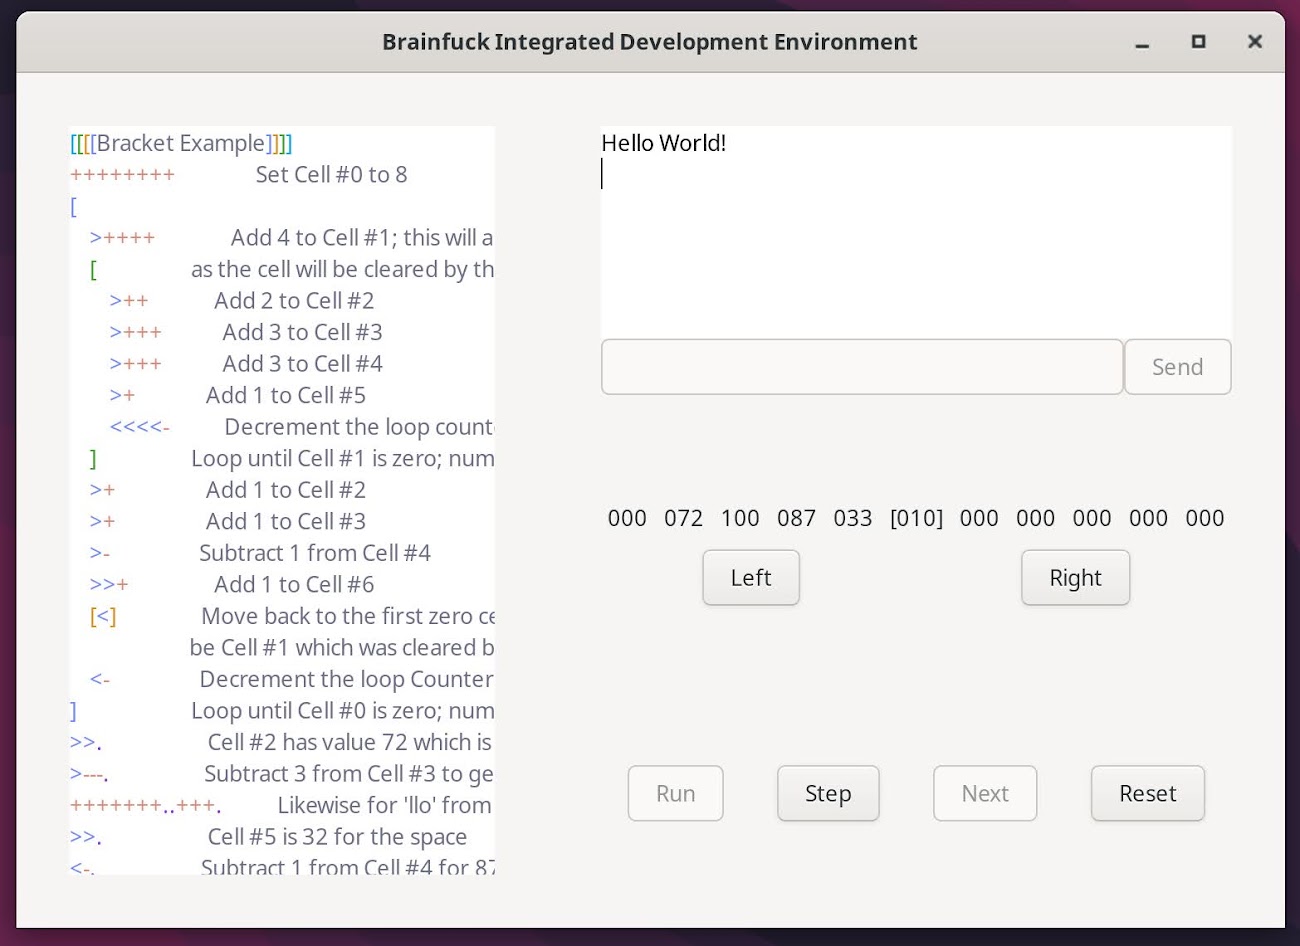 Brainfuck Integrated Development Environment
[[[[Bracket Example]]]]
++++++++ Set Cell #0 to 8
[
>++++ Add 4 to Cell #1; this will a
[ as the cell will be cleared by th
>++ Add 2 to Cell #2
>+++ Add 3 to Cell #3
>+++ Add 3 to Cell #4
>+ Add 1 to Cell #5
<<<<- Decrement the loop count
] Loop until Cell #1 is zero; num
>+ Add 1 to Cell #2
>+ Add 1 to Cell #3
>- Subtract 1 from Cell #4
>>+ Add 1 to Cell #6
[<] Move back to the first zero ce
be Cell #1 which was cleared b
<- Decrement the loop Counter
] Loop until Cell #0 is zero; num
>>. Cell #2 has value 72 which is
>---. Subtract 3 from Cell #3 to ge
+++++++..+++. Likewise for 'llo' from
>>. Cell #5 is 32 for the space
<-. Subtract 1 from Cell #4 for 87
Hello World!
Send
000 072 100 087 033 [010] 000 000 000 000 000
Left Right
Run Step Next Reset